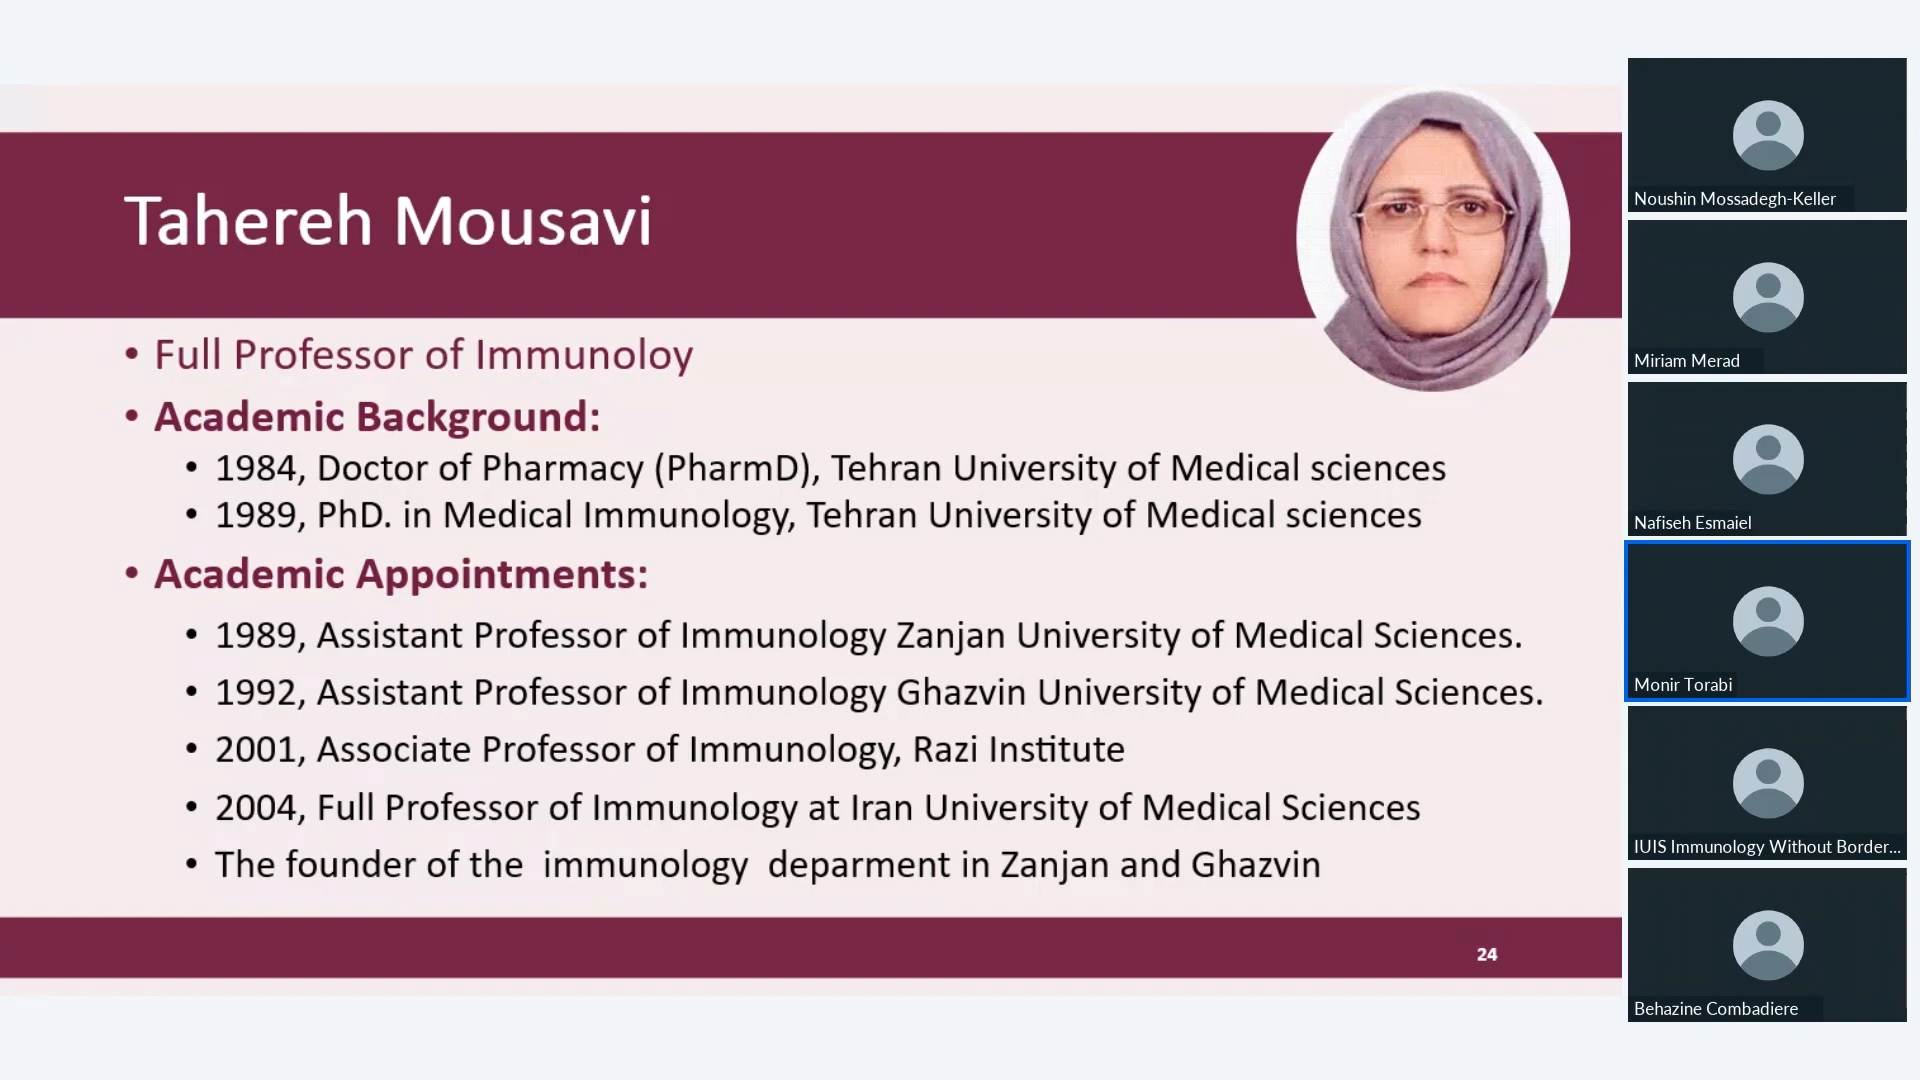 Tahereh Mousavi
• Full Professor of Immunoloy
• Academic Background:
• 1984, Doctor of Pharmacy (PharmD), Tehran University of Medical sciences
• 1989, PhD. in Medical Immunology, Tehran University of Medical sciences
• Academic Appointments:
• 1989, Assistant Professor of Immunology Zanjan University of Medical Sciences.
• 1992, Assistant Professor of Immunology Ghazvin University of Medical Sciences.
• 2001, Associate Professor of Immunology, Razi Institute
• 2004, Full Professor of Immunology at Iran University of Medical Sciences
• The founder of the immunology deparment in Zanjan and Ghazvin
24
Noushin Mossadegh-Keller
Miriam Merad
Nafiseh Esmaiel
Monir Torabi
IUIS Immunology Without Border...
Behazine Combadiere